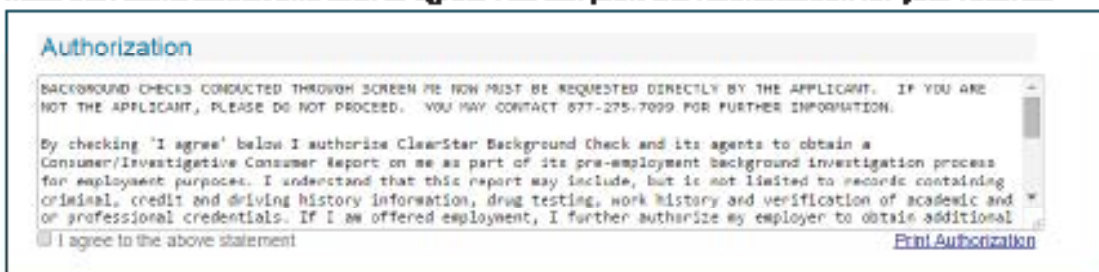 Authorization
BACKGROUND CHECKS CONDUCTED THROUGH SCREEN ME NOW MUST BE REQUESTED DIRECTLY BY THE APPLICANT. IF YOU ARE
NOT THE APPLICANT, PLEASE DO NOT PROCEED. YOU MAY CONTACT 877-275-7099 FOR FURTHER INFORMATION.
By checking 'I agree' below I authorize ClearStar Background Check and its agents to obtain a
Consumer/Investigative Consumer Report on me as part of its pre-employment background investigation process
for employment purposes. I understand that this report may include, but is not limited to records containing
criminal, credit and driving history information, drug testing, work history and verification of academic and
or professional credentials. If I am offered employment, I further authorize my employer to obtain additional
I agree to the above statement
Print Authorization